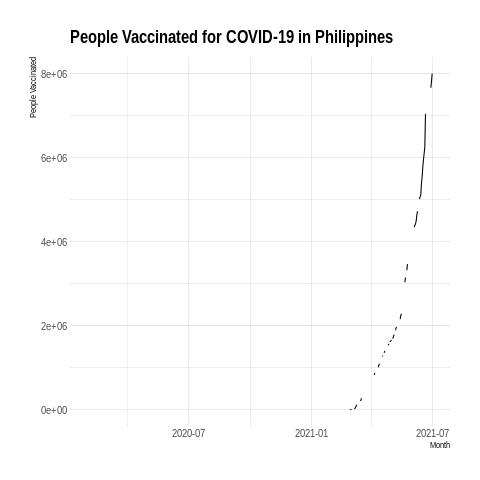 People Vaccinated for COVID-19 in Philippines
People Vaccinated
8e+06
6e+06
4e+06
2e+06
0e+00
2020-07 2021-01 2021-07
Month